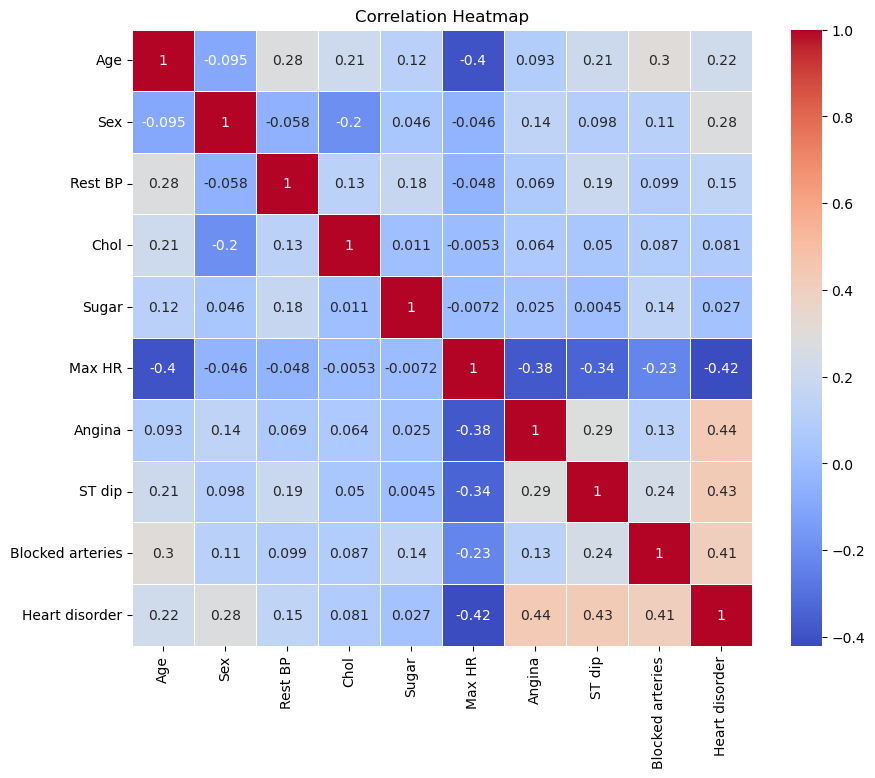 Correlation Heatmap
Age 1 -0.095 0.28 0.21 0.12 -0.4 0.093 0.21 0.3 0.22
Sex -0.095 1 -0.058 -0.2 0.046 -0.046 0.14 0.098 0.11 0.28
Rest BP 0.28 -0.058 1 0.13 0.18 -0.048 0.069 0.19 0.099 0.15
Chol 0.21 -0.2 0.13 1 0.011 -0.0053 0.064 0.05 0.087 0.081
Sugar 0.12 0.046 0.18 0.011 1 -0.0072 0.025 0.0045 0.14 0.027
Max HR -0.4 -0.046 -0.048 -0.0053 -0.0072 1 -0.38 -0.34 -0.23 -0.42
Angina 0.093 0.14 0.069 0.064 0.025 -0.38 1 0.29 0.13 0.44
ST dip 0.21 0.098 0.19 0.05 0.0045 -0.34 0.29 1 0.24 0.43
Blocked arteries 0.3 0.11 0.099 0.087 0.14 -0.23 0.13 0.24 1 0.41
Heart disorder 0.22 0.28 0.15 0.081 0.027 -0.42 0.44 0.43 0.41 1
Age
Sex
Rest BP
Chol
Sugar
Max HR
Angina
ST dip
Blocked arteries
Heart disorder
1.0
0.8
0.6
0.4
0.2
0.0
−0.2
−0.4